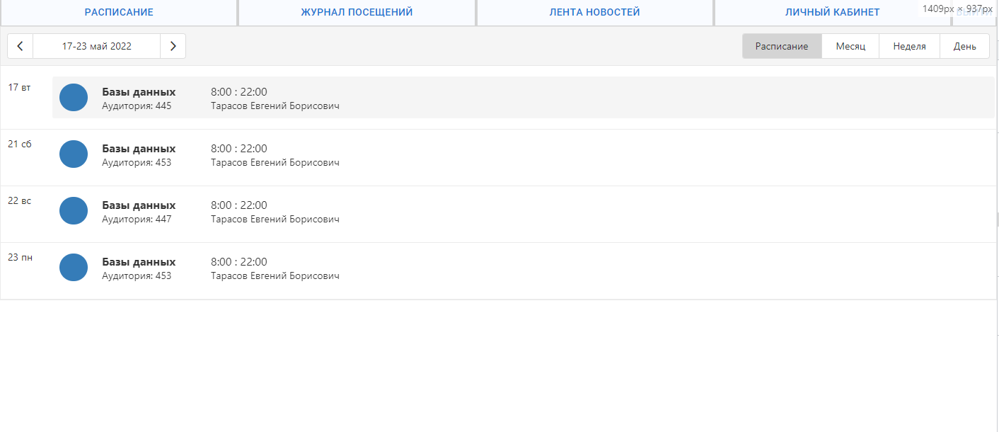 РАСПИСАНИЕ
ЖУРНАЛ ПОСЕЩЕНИЙ
ЛЕНТА НОВОСТЕЙ
ЛИЧНЫЙ КАБИНЕТ
1409px × 937px
17-23 май 2022
Расписание
Месяц
Неделя
День
17 вт
Базы данных
8:00 : 22:00
Аудитория: 445
Тарасов Евгений Борисович
21 сб
Базы данных
8:00 : 22:00
Аудитория: 453
Тарасов Евгений Борисович
22 вс
Базы данных
8:00 : 22:00
Аудитория: 447
Тарасов Евгений Борисович
23 пн
Базы данных
8:00 : 22:00
Аудитория: 453
Тарасов Евгений Борисович